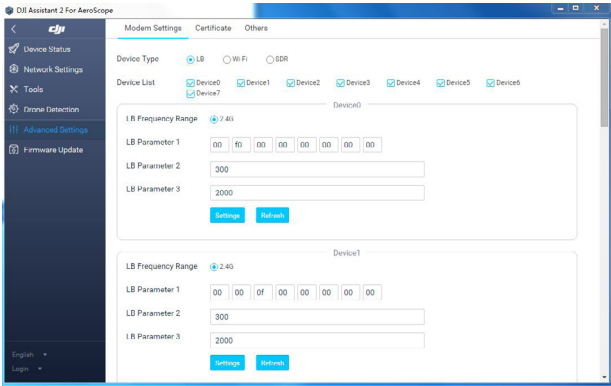 DJI Assistant 2 For AeroScope
dji
Device Status
Network Settings
Tools
Drone Detection
Advanced Settings
Firmware Update
English
Login
Modem Settings Certificate Others
Device Type LB Wi Fi SDR
Device List Device0 Device1 Device2 Device3 Device4 Device5 Device6
Device7
Device0
LB Frequency Range 2.4G
LB Parameter 1 00 f0 00 00 00 00 00 00
LB Parameter 2 300
LB Parameter 3 2000
Settings Refresh
Device1
LB Frequency Range 2.4G
LB Parameter 1 00 00 0f 00 00 00 00 00
LB Parameter 2 300
LB Parameter 3 2000
Settings Refresh